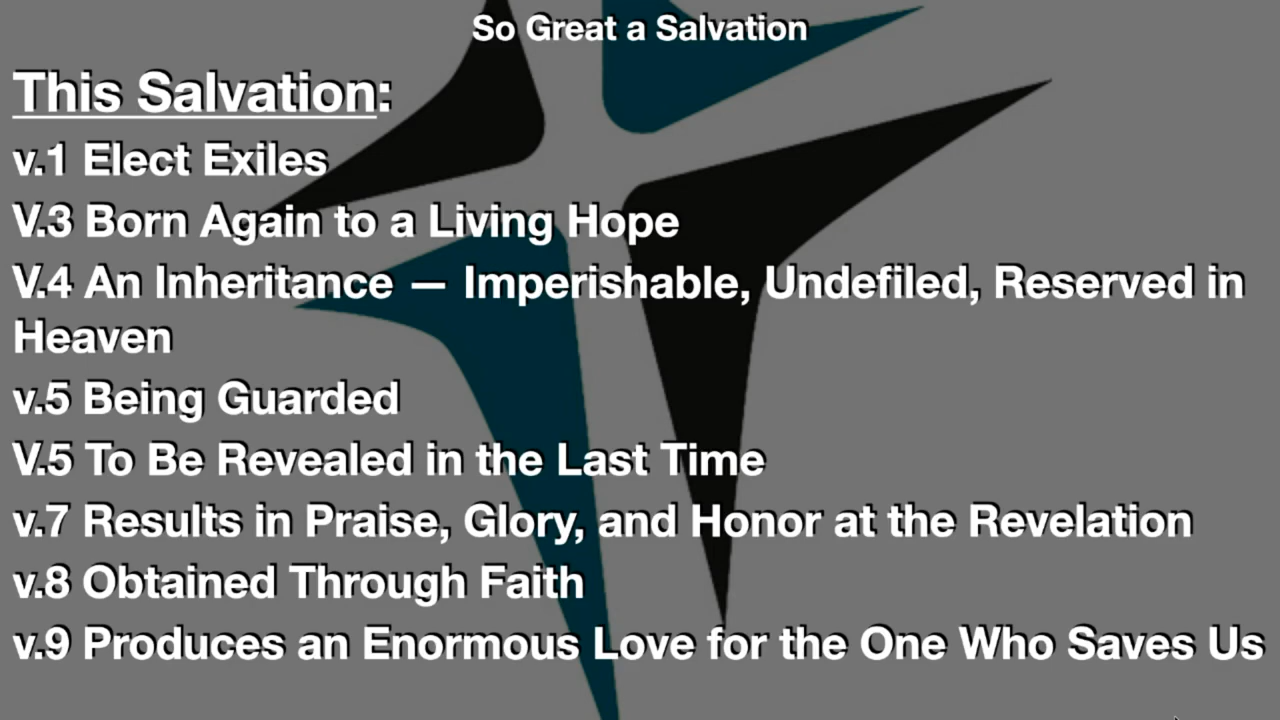 So Great a Salvation
This Salvation:
v.1 Elect Exiles
V.3 Born Again to a Living Hope
V.4 An Inheritance — Imperishable, Undefiled, Reserved in
Heaven
v.5 Being Guarded
V.5 To Be Revealed in the Last Time
v.7 Results in Praise, Glory, and Honor at the Revelation
v.8 Obtained Through Faith
v.9 Produces an Enormous Love for the One Who Saves Us